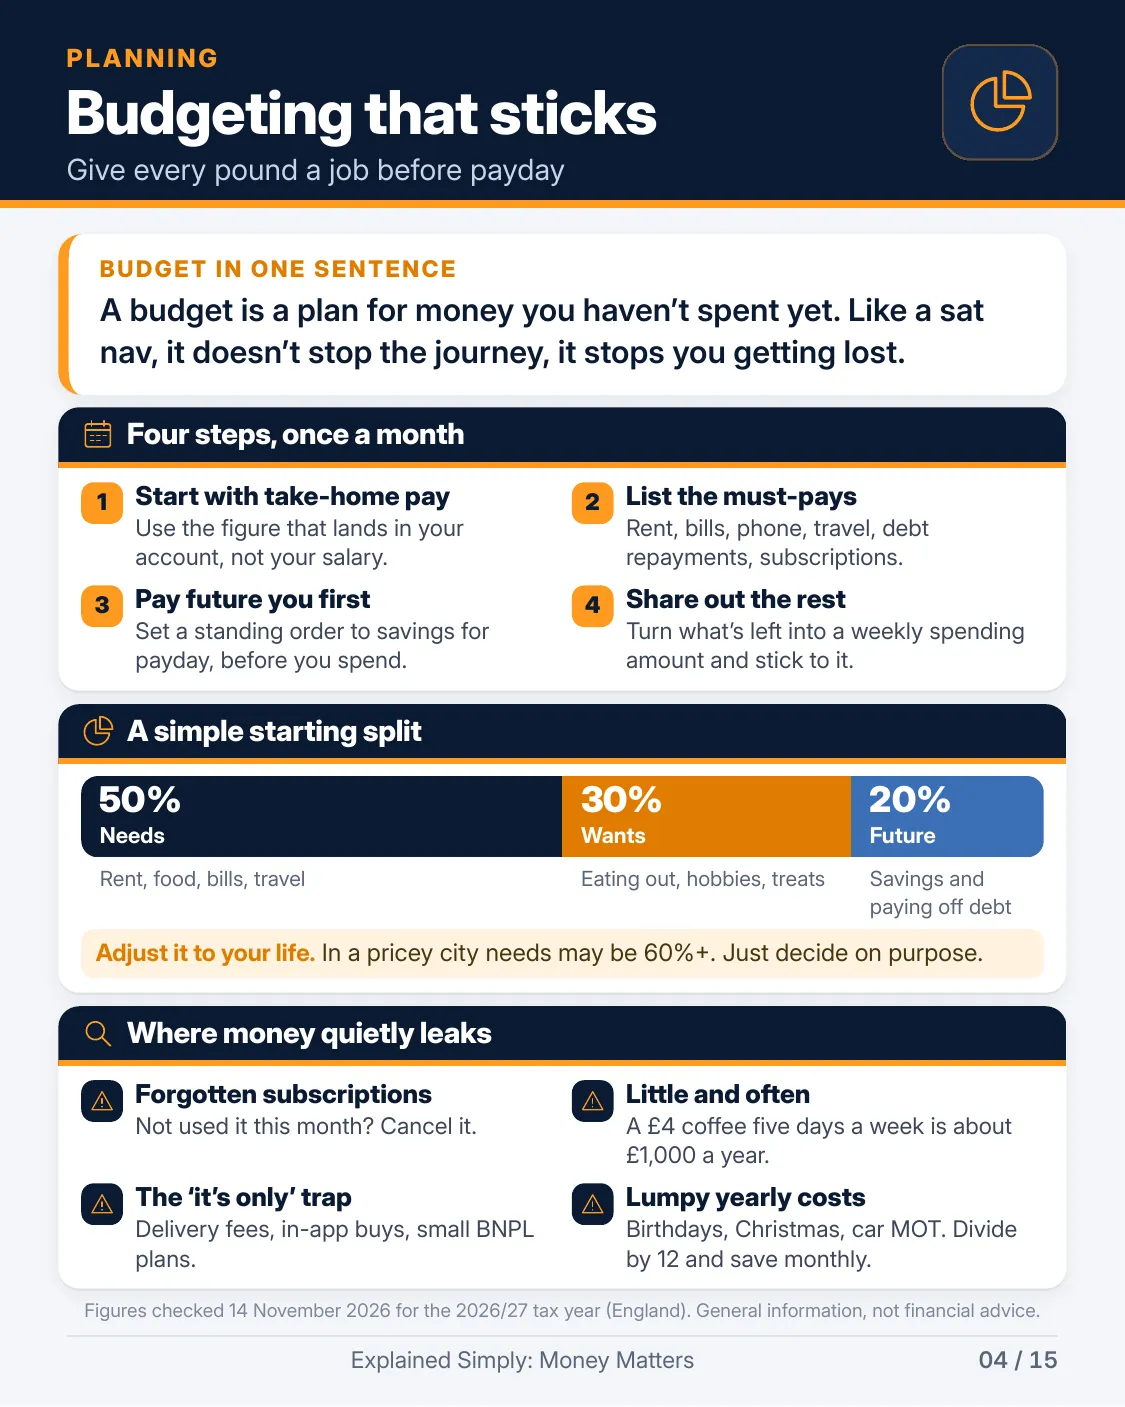 PLANNING
Budgeting that sticks
Give every pound a job before payday
BUDGET IN ONE SENTENCE
A budget is a plan for money you haven’t spent yet. Like a sat
nav, it doesn’t stop the journey, it stops you getting lost.
Four steps, once a month
1 Start with take-home pay
Use the figure that lands in your
account, not your salary.
2 List the must-pays
Rent, bills, phone, travel, debt
repayments, subscriptions.
3 Pay future you first
Set a standing order to savings for
payday, before you spend.
4 Share out the rest
Turn what’s left into a weekly spending
amount and stick to it.
A simple starting split
50%
Needs
Rent, food, bills, travel
30%
Wants
Eating out, hobbies, treats
20%
Future
Savings and
paying off debt
Adjust it to your life. In a pricey city needs may be 60%+. Just decide on purpose.
Where money quietly leaks
Forgotten subscriptions
Not used it this month? Cancel it.
Little and often
A £4 coffee five days a week is about
£1,000 a year.
The ‘it’s only’ trap
Delivery fees, in-app buys, small BNPL
plans.
Lumpy yearly costs
Birthdays, Christmas, car MOT. Divide
by 12 and save monthly.
Figures checked 14 November 2026 for the 2026/27 tax year (England). General information, not financial advice.
Explained Simply: Money Matters
04 / 15